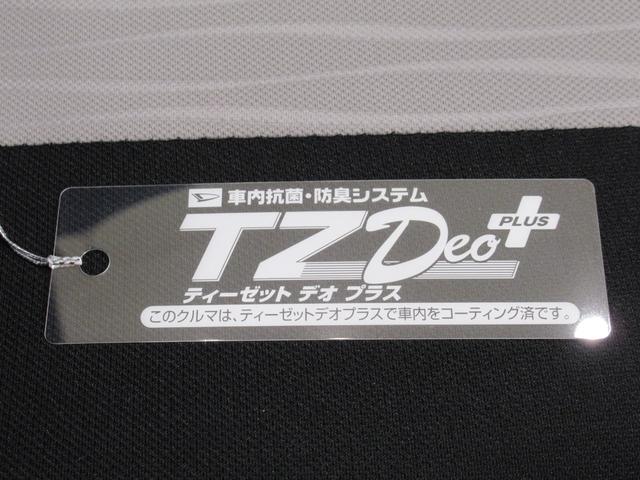 車内抗菌・防臭システム
TZDeo
PLUS
ティーゼット デオ プラス
このクルマは、ティーゼットデオプラスで車内をコーティング済です。